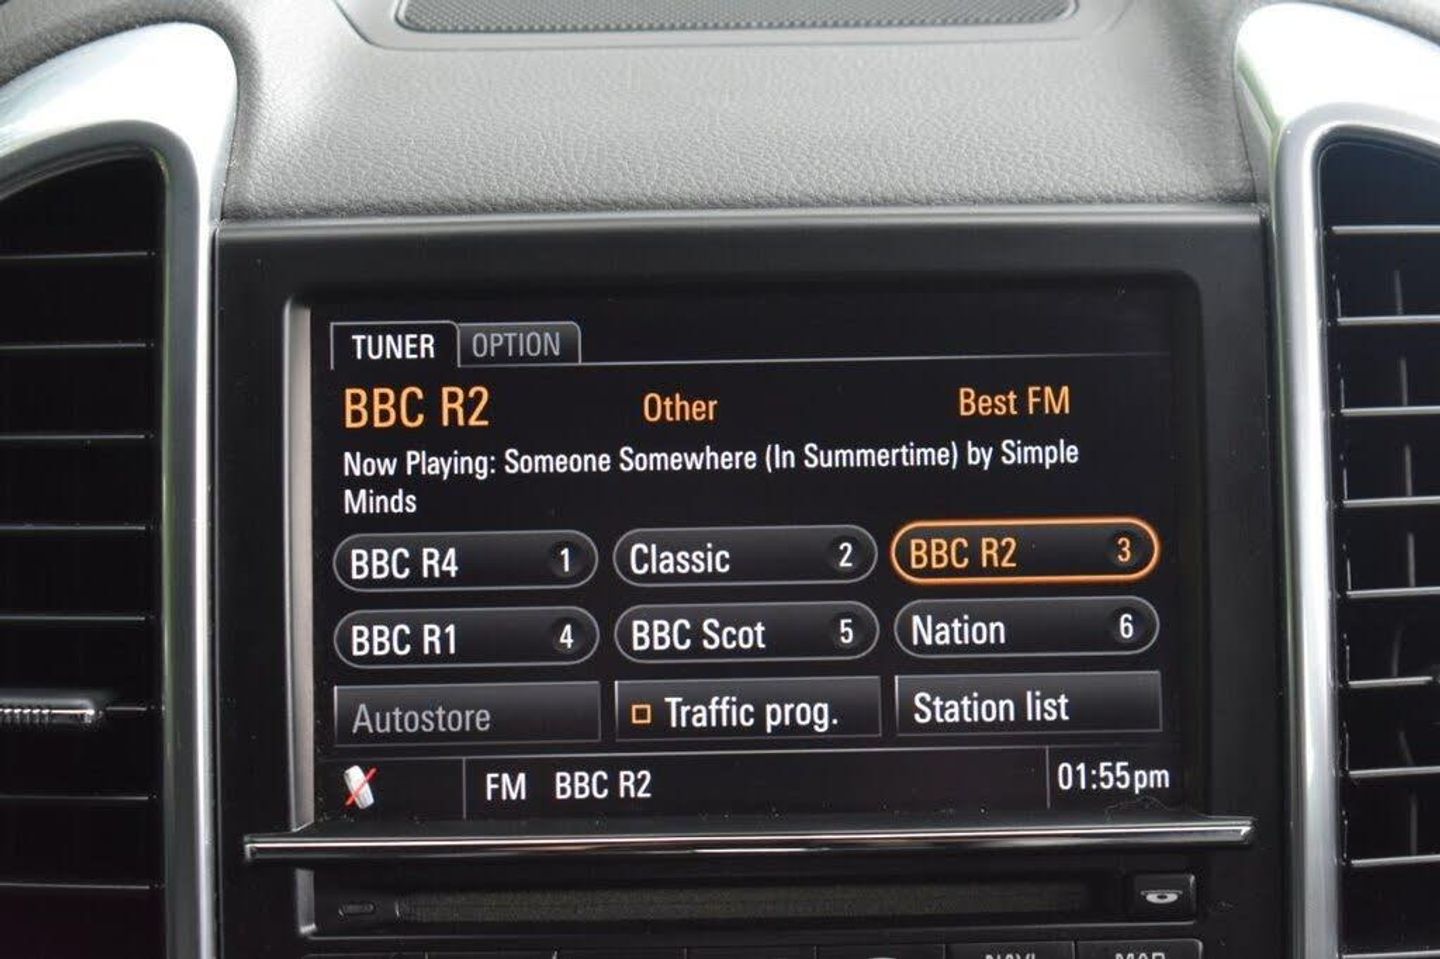 TUNER OPTION
BBC R2 Other Best FM
Now Playing: Someone Somewhere (In Summertime) by Simple
Minds
BBC R4 1 Classic 2 BBC R2 3
BBC R1 4 BBC Scot 5 Nation 6
Autostore Traffic prog. Station list
FM BBC R2 01:55pm
NAVI MAP